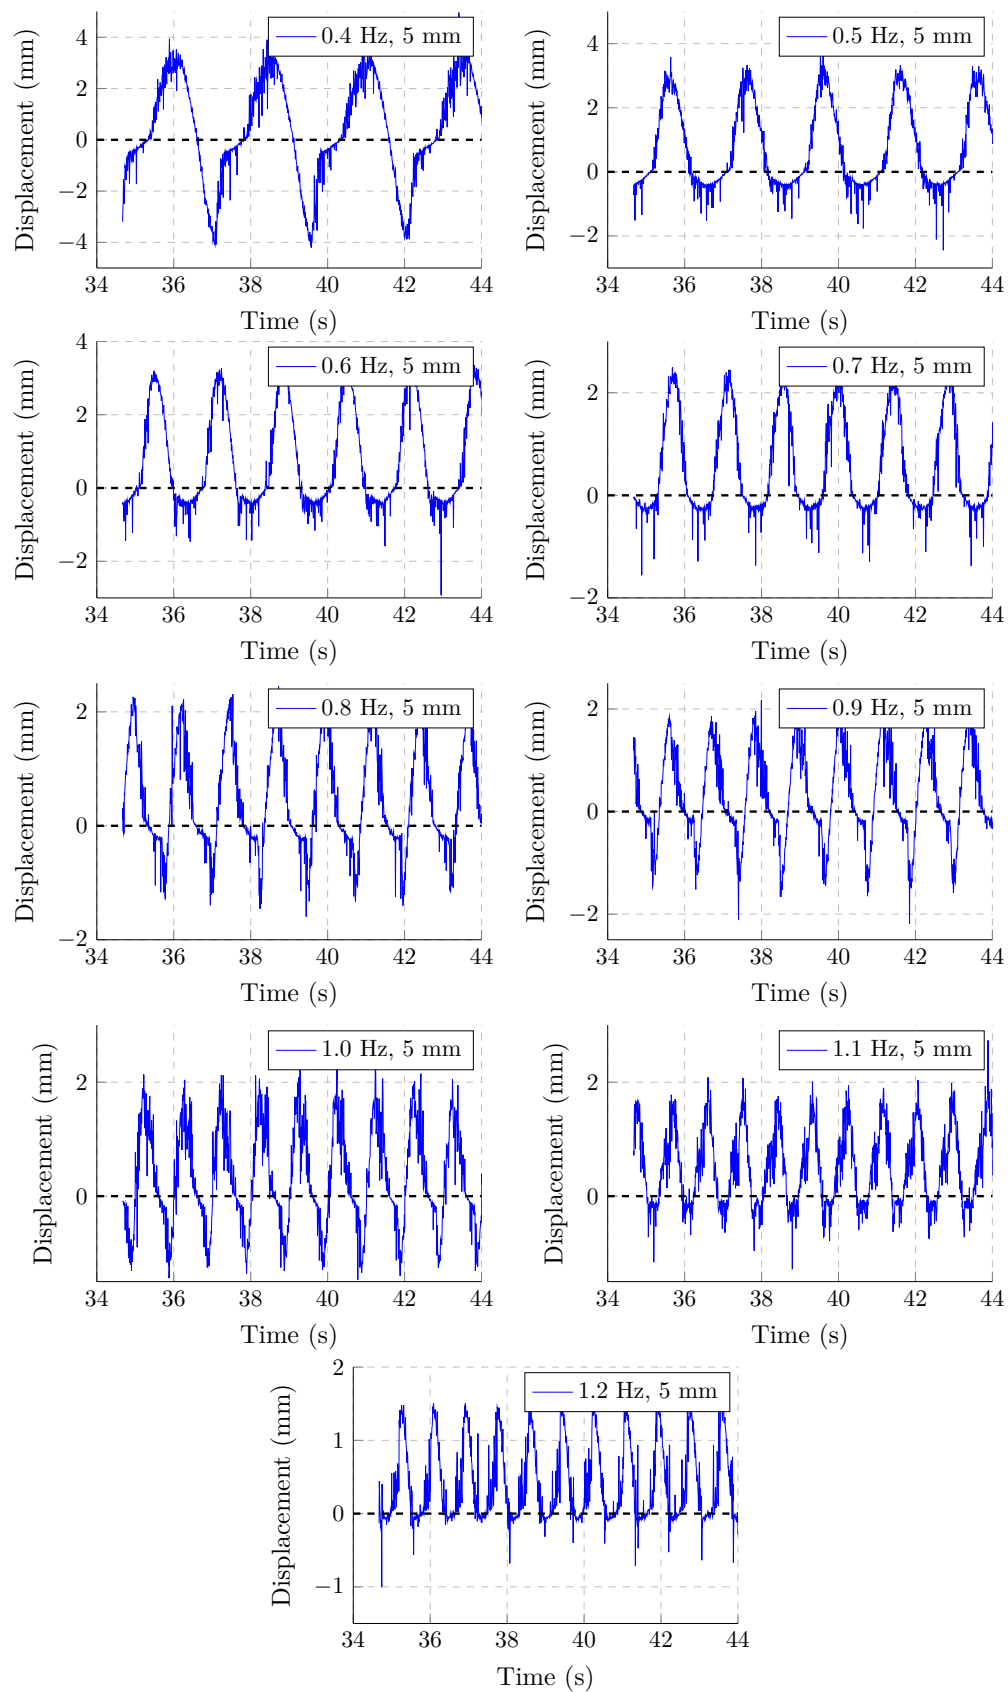 0.4 Hz, 5 mm
4
2
0
−2
−4
Displacement (mm)
34 36 38 40 42 44
Time (s)
0.5 Hz, 5 mm
4
2
0
−2
Displacement (mm)
34 36 38 40 42 44
Time (s)
0.6 Hz, 5 mm
4
2
0
−2
Displacement (mm)
34 36 38 40 42 44
Time (s)
0.7 Hz, 5 mm
2
0
−2
Displacement (mm)
34 36 38 40 42 44
Time (s)
0.8 Hz, 5 mm
2
0
−2
Displacement (mm)
34 36 38 40 42 44
Time (s)
0.9 Hz, 5 mm
2
0
−2
Displacement (mm)
34 36 38 40 42 44
Time (s)
1.0 Hz, 5 mm
2
0
Displacement (mm)
34 36 38 40 42 44
Time (s)
1.1 Hz, 5 mm
2
0
Displacement (mm)
34 36 38 40 42 44
Time (s)
1.2 Hz, 5 mm
2
1
0
−1
Displacement (mm)
34 36 38 40 42 44
Time (s)